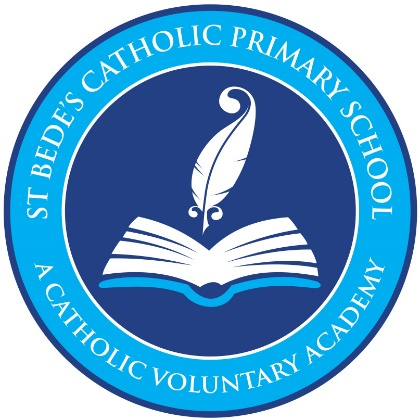 ST BEDE'S CATHOLIC PRIMARY SCHOOL
A CATHOLIC VOLUNTARY ACADEMY